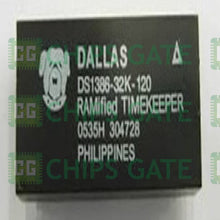 DALLAS
DS1386-32K-120
RAMified TIMEKEEPER
0535H 304728
PHILIPPINES
CHIPS GATE